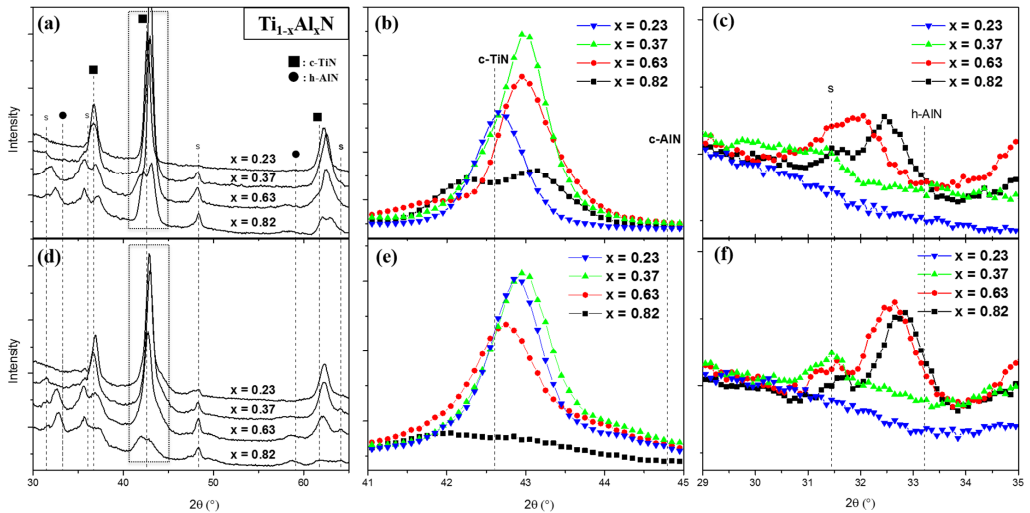 (a)
Ti1-xAlxN
: c-TiN
: h-AlN
s
s
s
s
x = 0.23
x = 0.37
x = 0.63
x = 0.82
Intensity
(b)
c-TiN
x = 0.23
x = 0.37
x = 0.63
x = 0.82
c-AlN
(c)
s
x = 0.23
x = 0.37
x = 0.63
x = 0.82
h-AlN
(d)
x = 0.23
x = 0.37
x = 0.63
x = 0.82
Intensity
30 40 50 60
2θ (°)
(e)
x = 0.23
x = 0.37
x = 0.63
x = 0.82
41 42 43 44 45
2θ (°)
(f)
x = 0.23
x = 0.37
x = 0.63
x = 0.82
29 30 31 32 33 34 35
2θ (°)